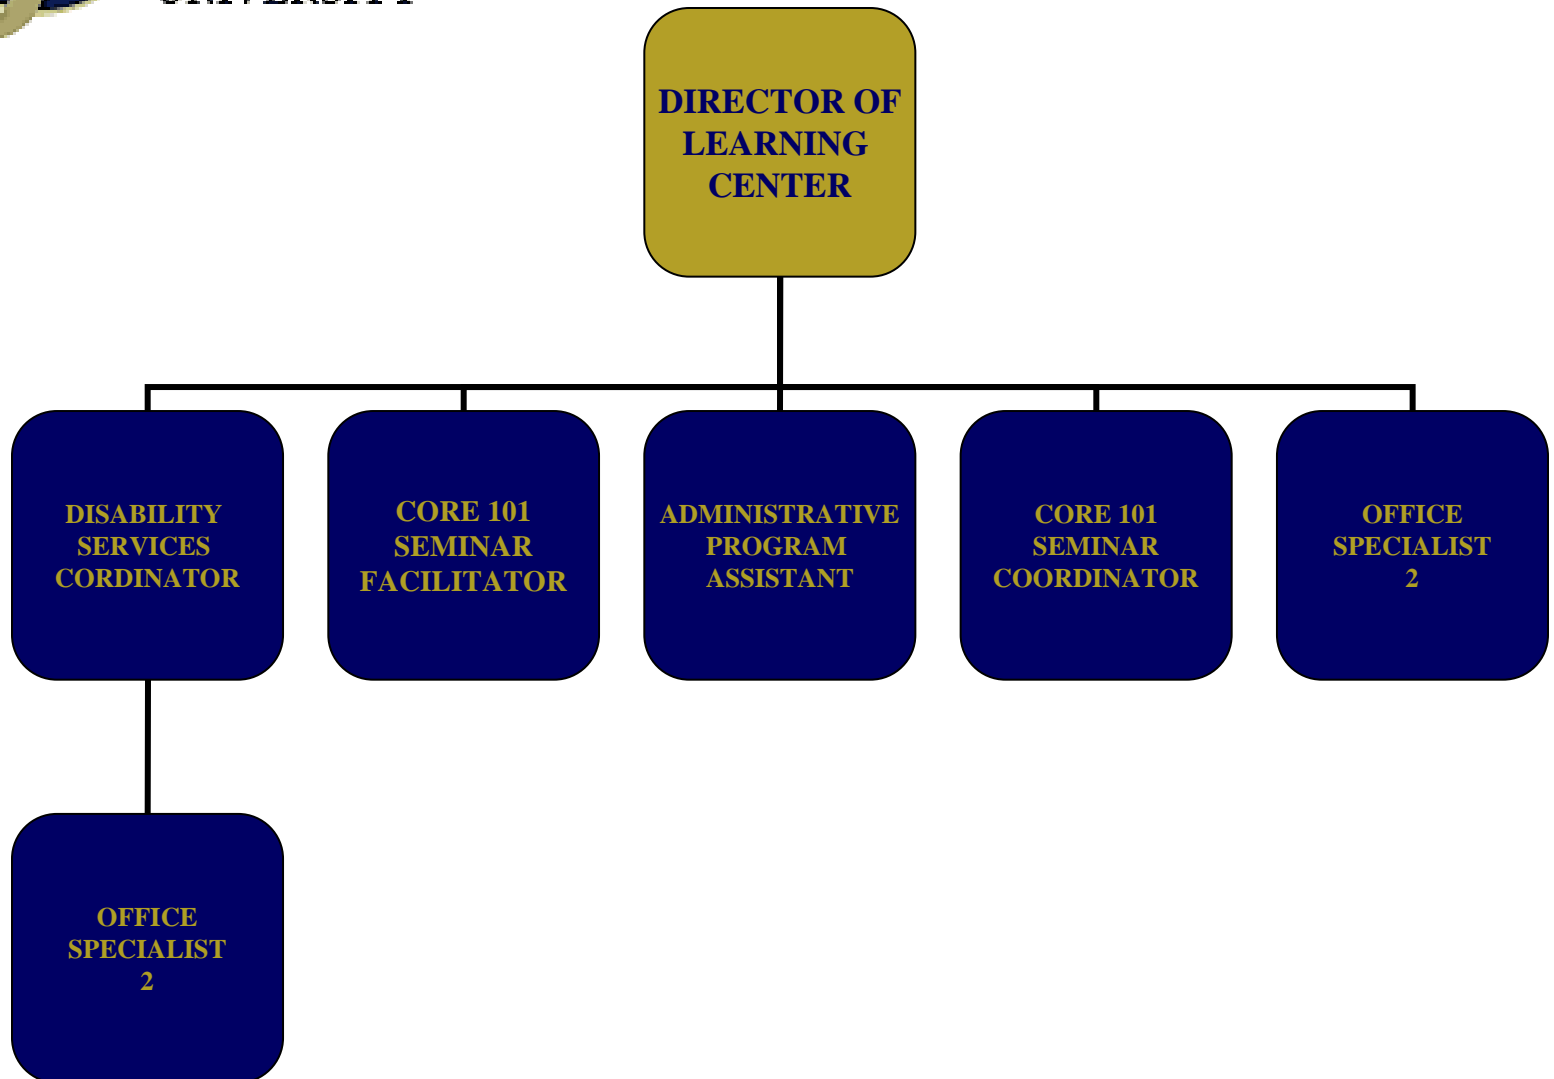 UNIVERSITY
DIRECTOR OF
LEARNING
CENTER
DISABILITY
SERVICES
CORDINATOR
CORE 101
SEMINAR
FACILITATOR
ADMINISTRATIVE
PROGRAM
ASSISTANT
CORE 101
SEMINAR
COORDINATOR
OFFICE
SPECIALIST
2
OFFICE
SPECIALIST
2